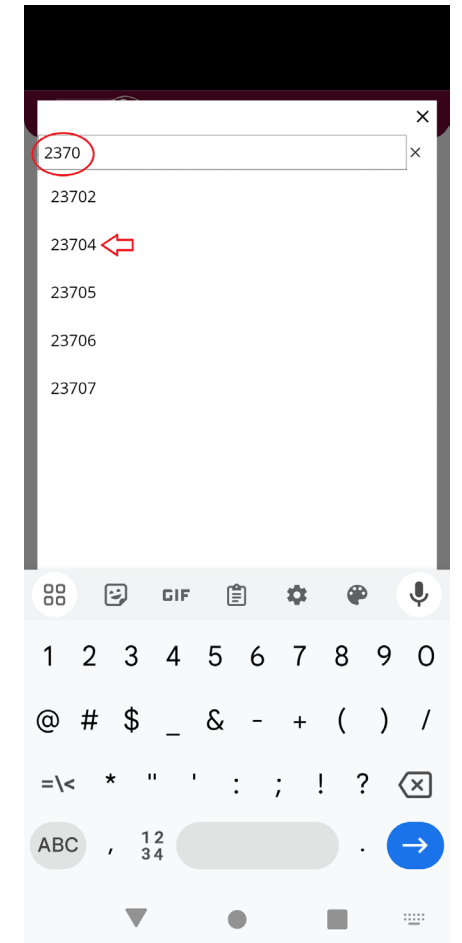 ×
2370 ×
23702
23704
23705
23706
23707
GIF
1 2 3 4 5 6 7 8 9 0
@ # $ _ & - + ( ) /
=\< * " ' : ; ! ?
ABC , 12 34 .